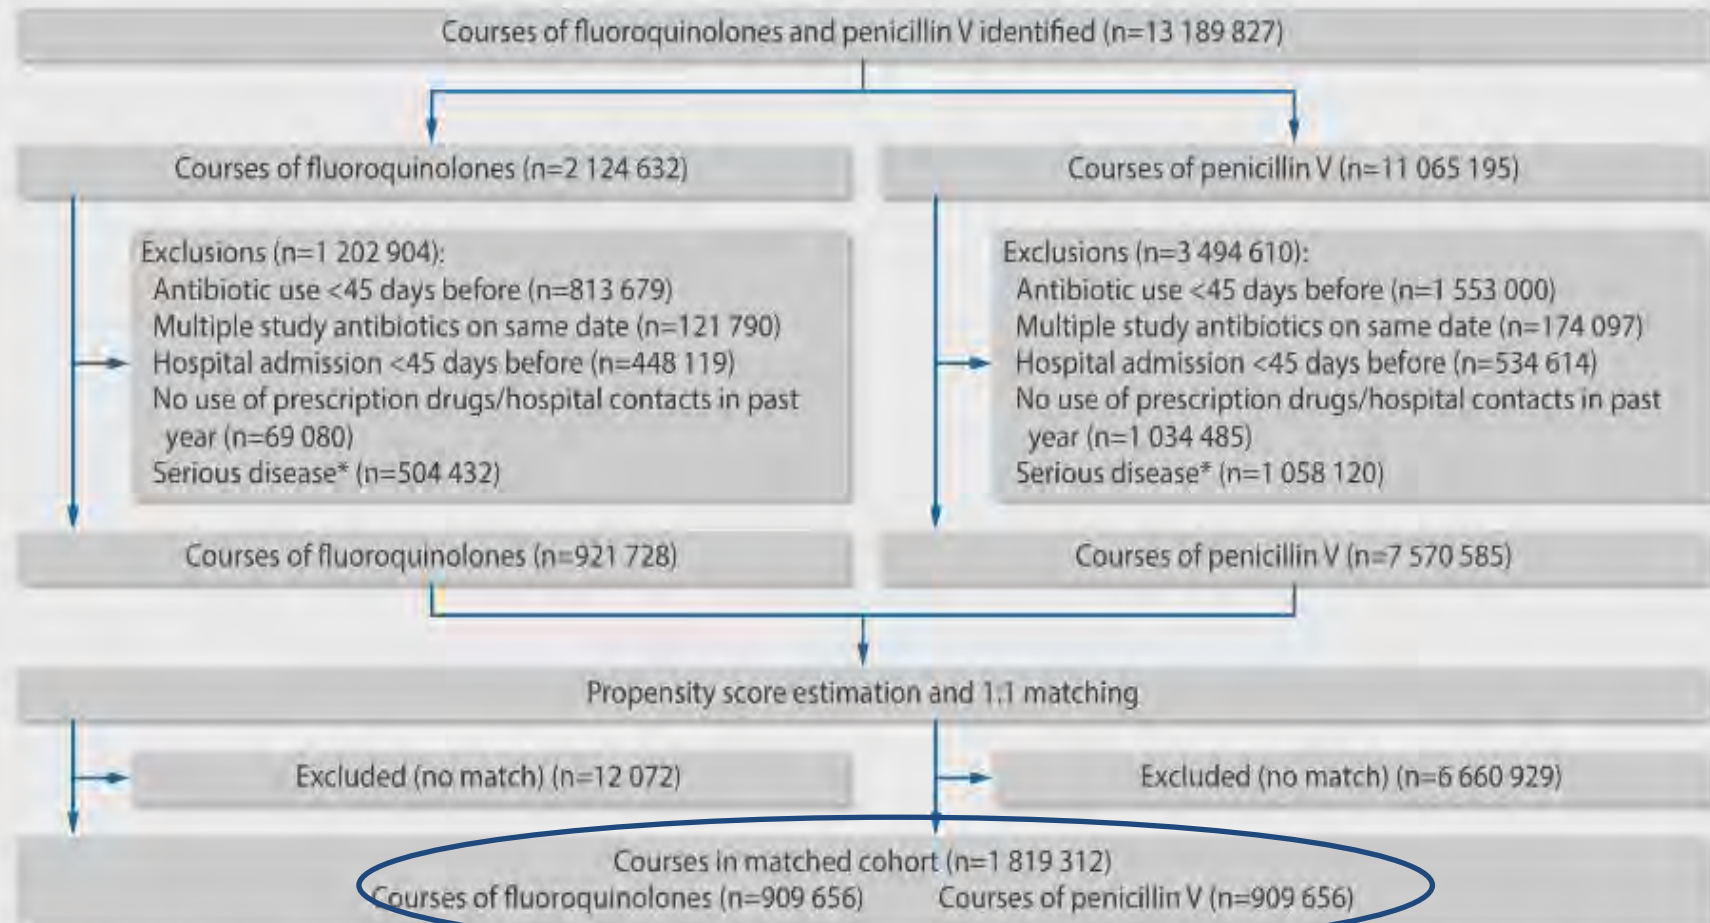 Courses of fluoroquinolones and penicillin V identified (n=13 189 827)
Courses of fluoroquinolones (n=2 124 632)
Courses of penicillin V (n=11 065 195)
Exclusions (n=1 202 904):
Antibiotic use <45 days before (n=813 679)
Multiple study antibiotics on same date (n=121 790)
Hospital admission <45 days before (n=448 119)
No use of prescription drugs/hospital contacts in past
year (n=69 080)
Serious disease* (n=504 432)
Exclusions (n=3 494 610):
Antibiotic use <45 days before (n=1 553 000)
Multiple study antibiotics on same date (n=174 097)
Hospital admission <45 days before (n=534 614)
No use of prescription drugs/hospital contacts in past
year (n=1 034 485)
Serious disease* (n=1 058 120)
Courses of fluoroquinolones (n=921 728)
Courses of penicillin V (n=7 570 585)
Propensity score estimation and 1:1 matching
Excluded (no match) (n=12 072)
Excluded (no match) (n=6 660 929)
Courses in matched cohort (n=1 819 312)
Courses of fluoroquinolones (n=909 656)
Courses of penicillin V (n=909 656)